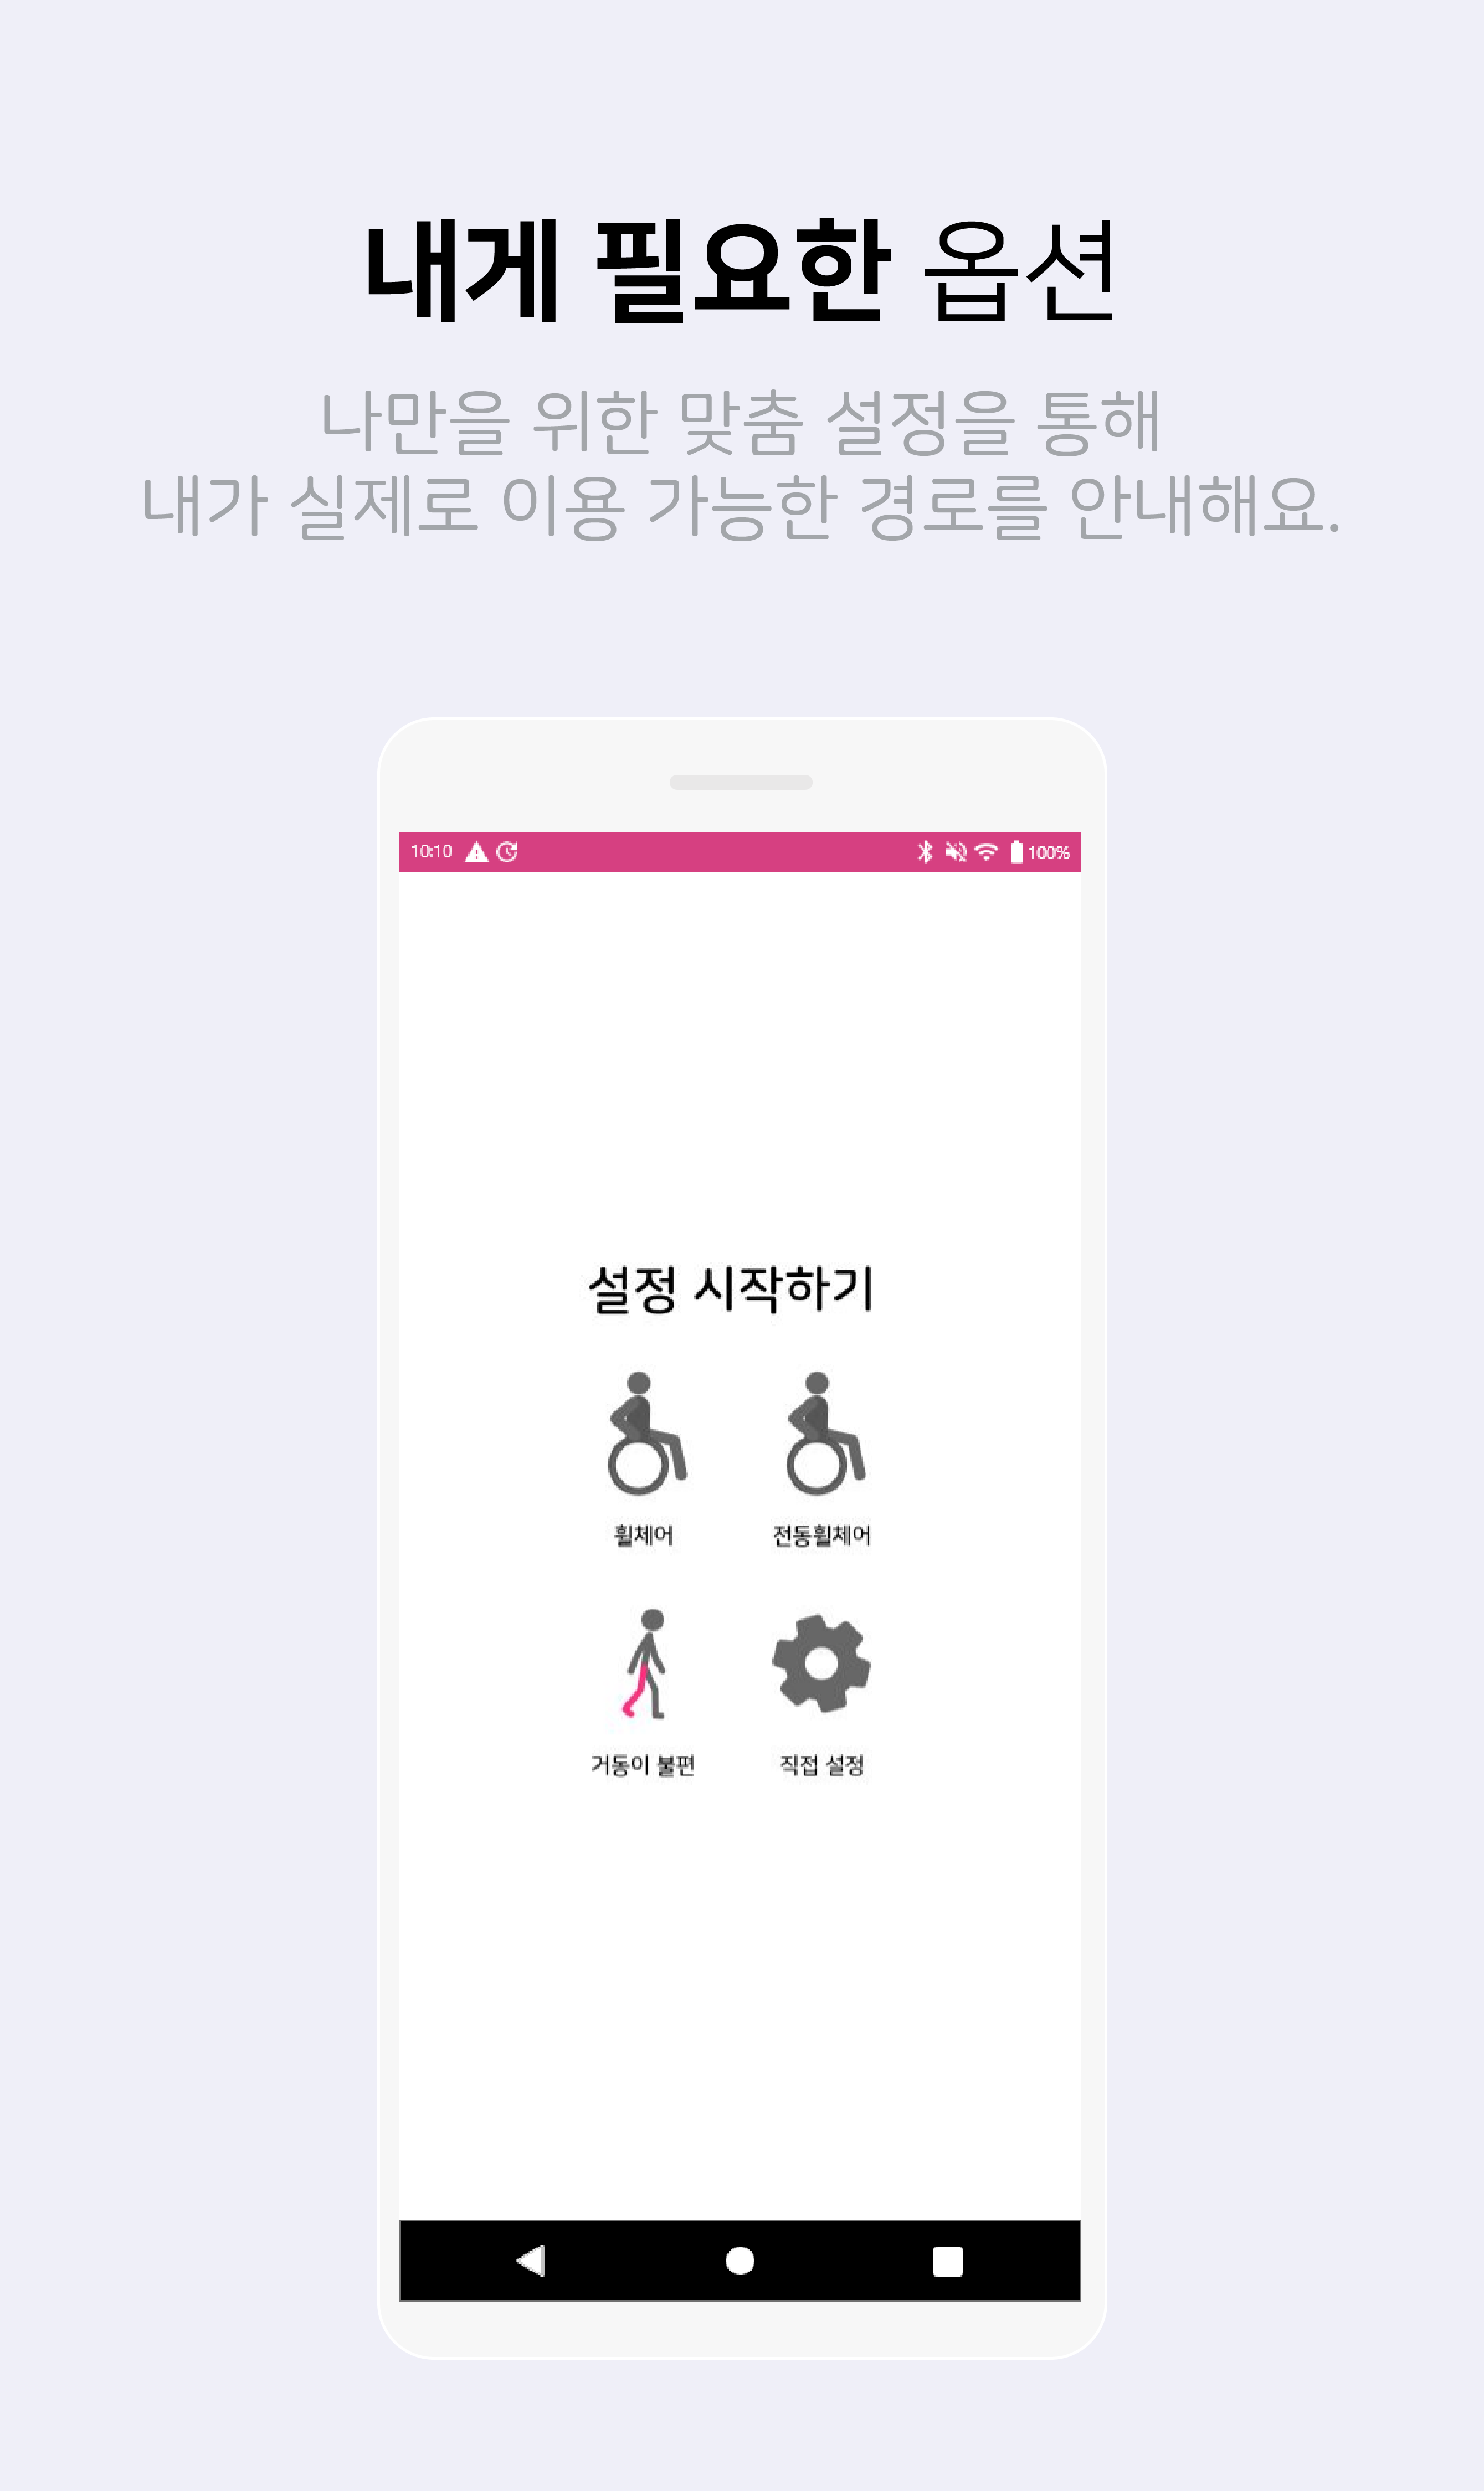 내게 필요한 옵션
나만을 위한 맞춤 설정을 통해
내가 실제로 이용 가능한 경로를 안내해요.
10:10
100%
설정 시작하기
휠체어
전동휠체어
거동이 불편
직접 설정